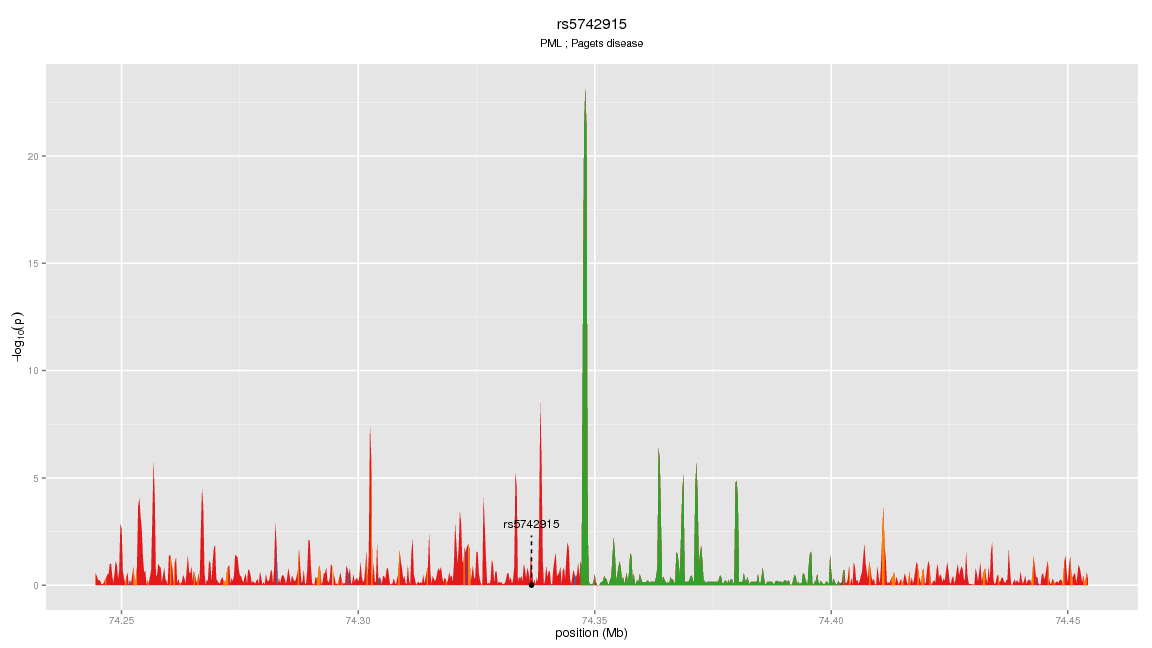 rs5742915
PML ; Pagets disease
20
15
10
5
0
−log10(p)
rs5742915
74.25 74.30 74.35 74.40 74.45
position (Mb)